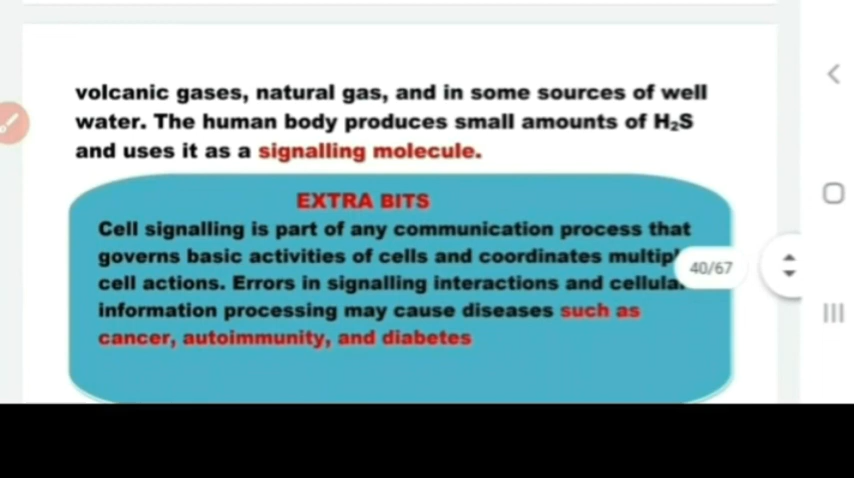 volcanic gases, natural gas, and in some sources of well
water. The human body produces small amounts of H₂S
and uses it as a signalling molecule.
EXTRA BITS
Cell signalling is part of any communication process that
governs basic activities of cells and coordinates
cell actions. Errors in signalling interactions and
information processing may cause diseases such as
cancer, autoimmunity, and diabetes
40/67